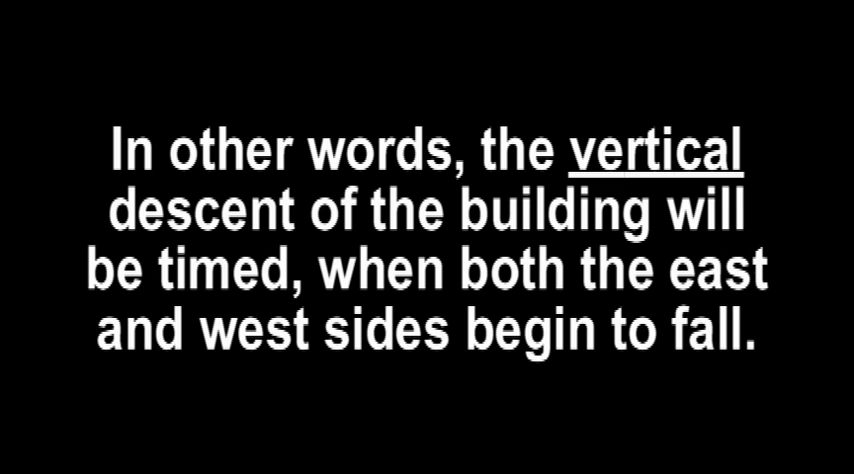 In other words, the vertical
descent of the building will
be timed, when both the east
and west sides begin to fall.